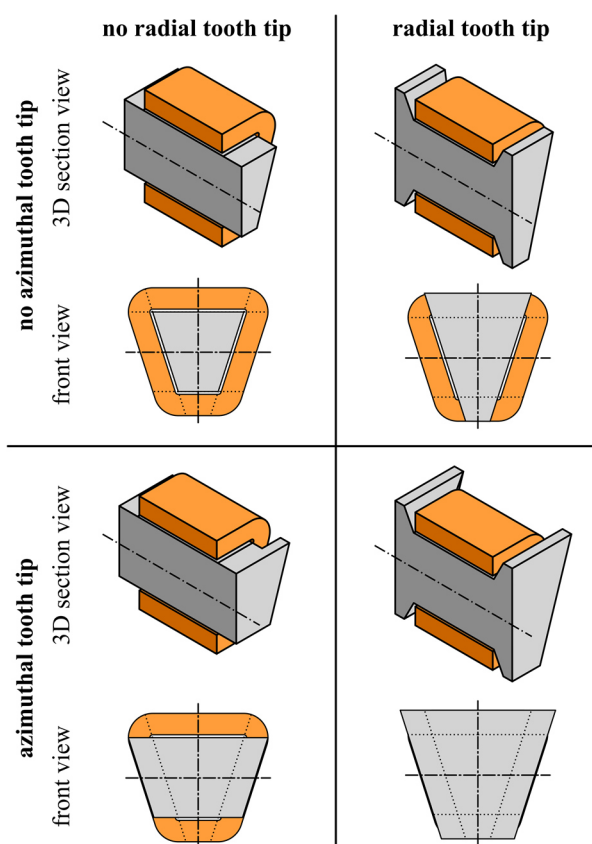 no radial tooth tip
radial tooth tip
no azimuthal tooth tip
3D section view
front view
azimuthal tooth tip
3D section view
front view